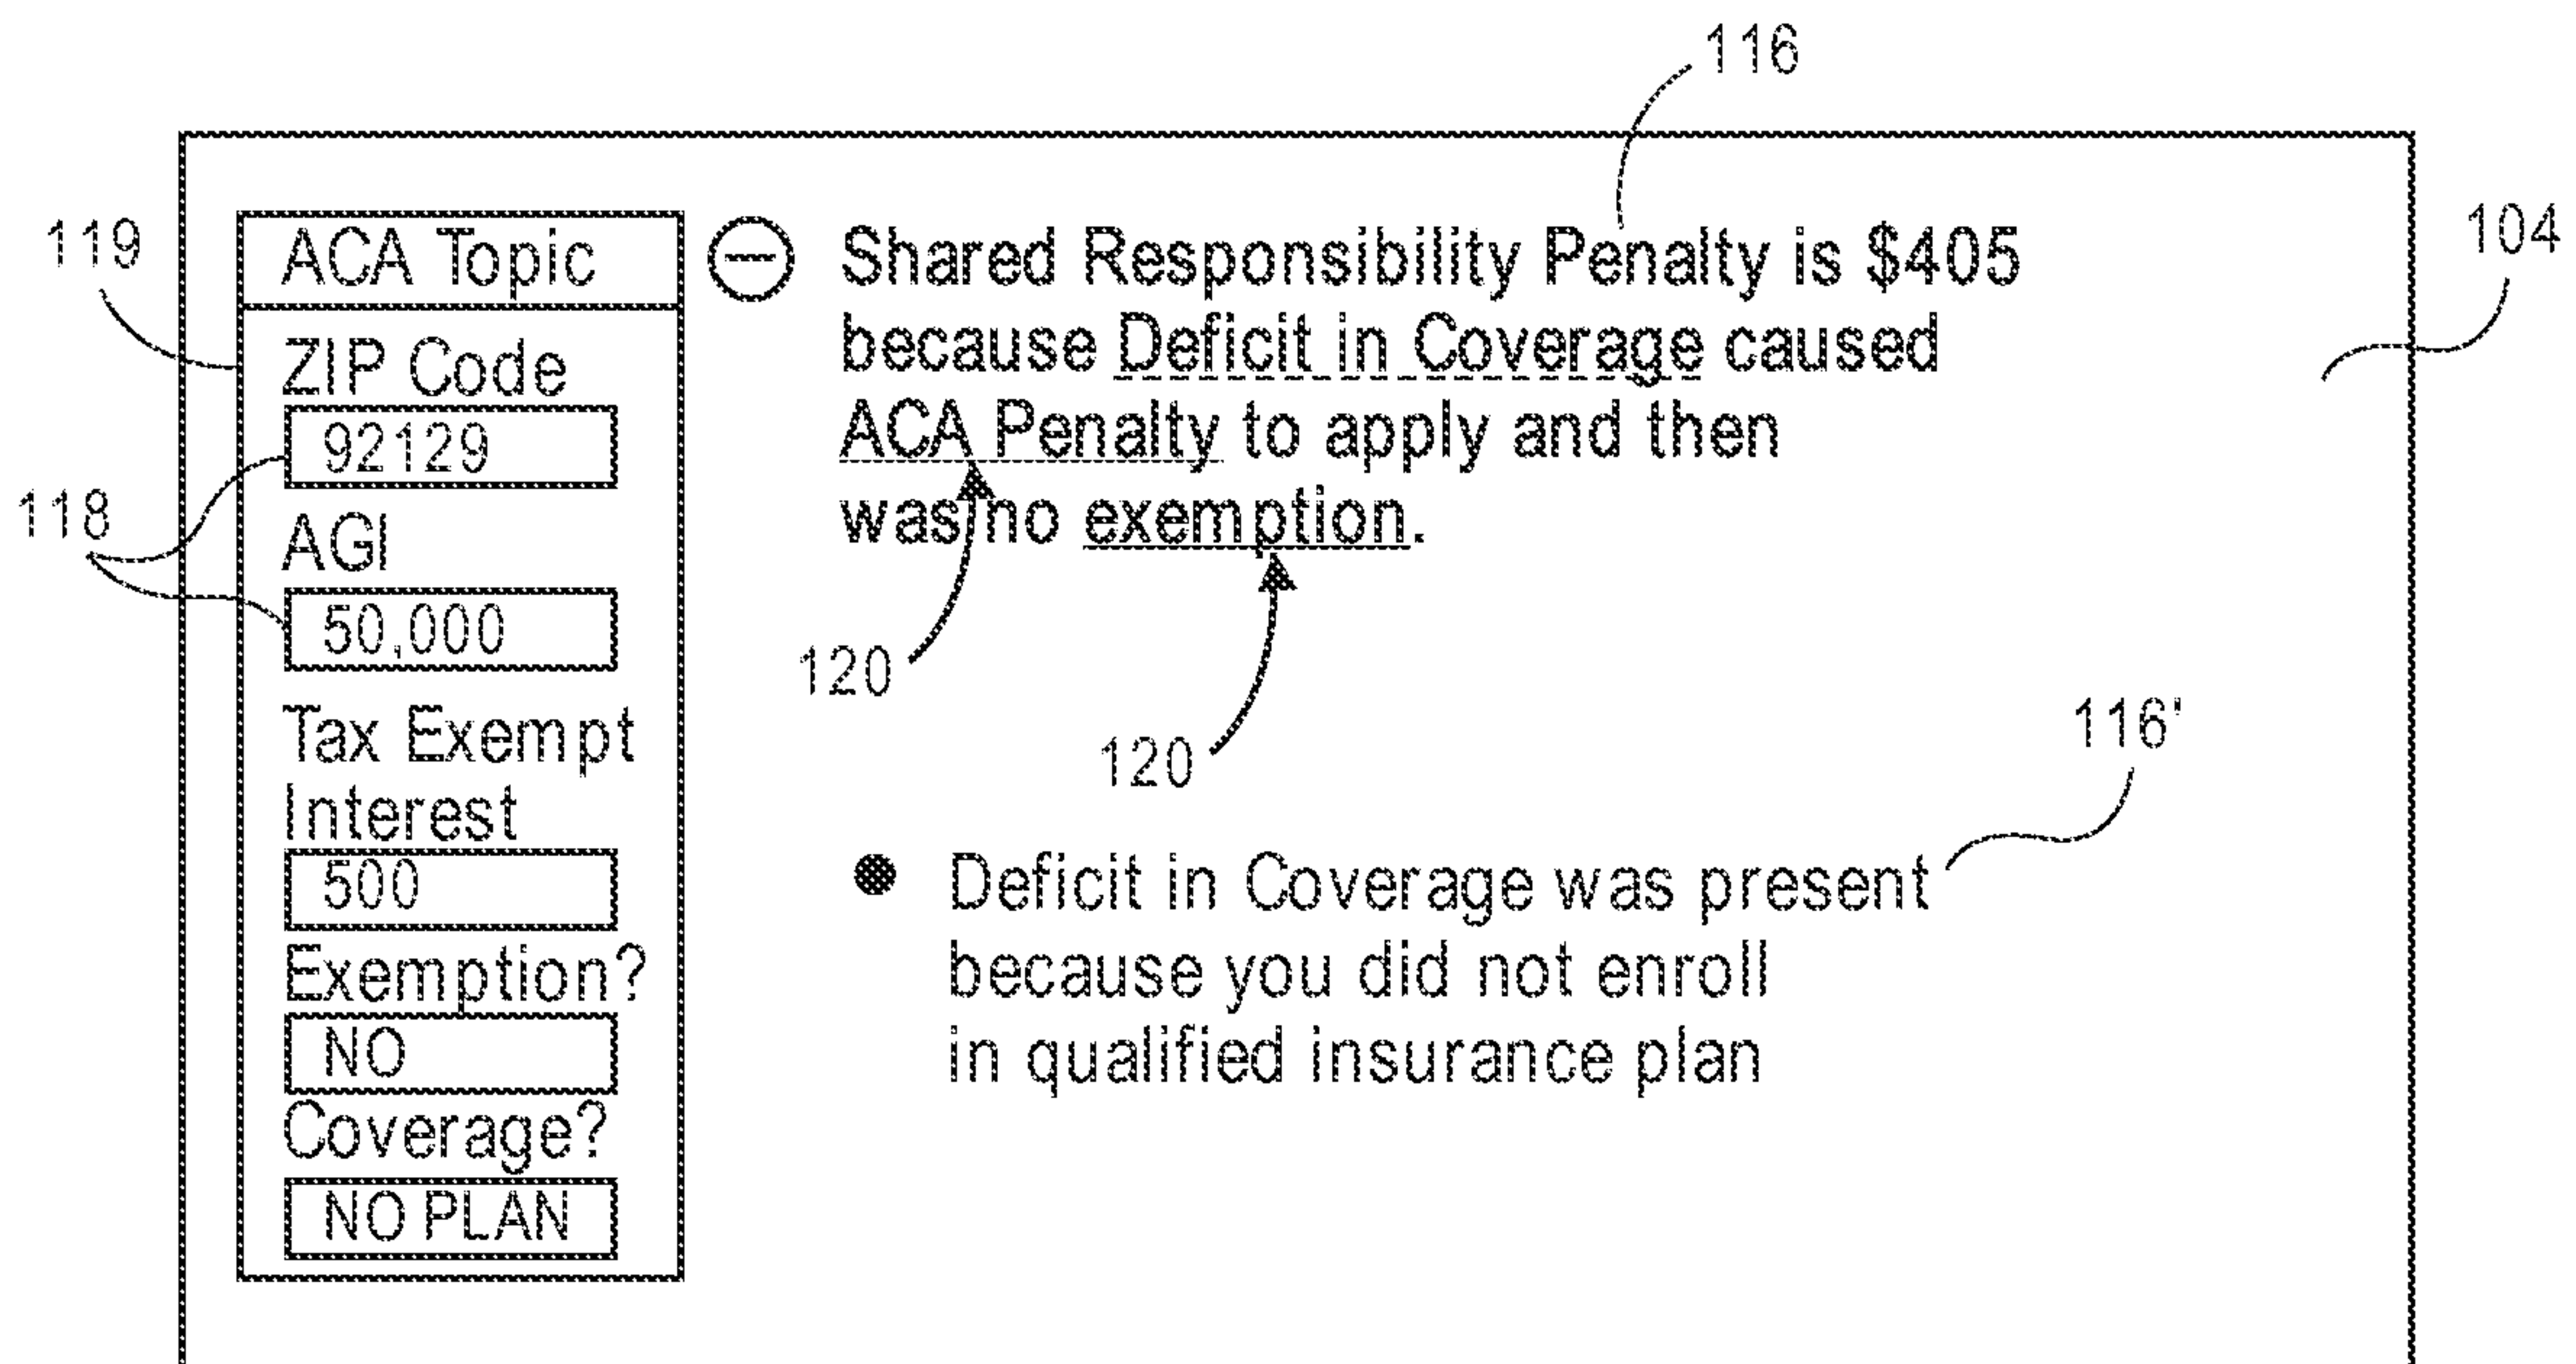 116
119
ACA Topic
Shared Responsibility Penalty is $405
104
because Deficit in Coverage caused
ZIP Code
92129
ACA Penalty to apply and then
118
AGI
was no exemption.
50,000
120
Tax Exempt
Interest
120
116'
500
Deficit in Coverage was present
Exemption?
because you did not enroll
NO
in qualified insurance plan
Coverage?
NO PLAN